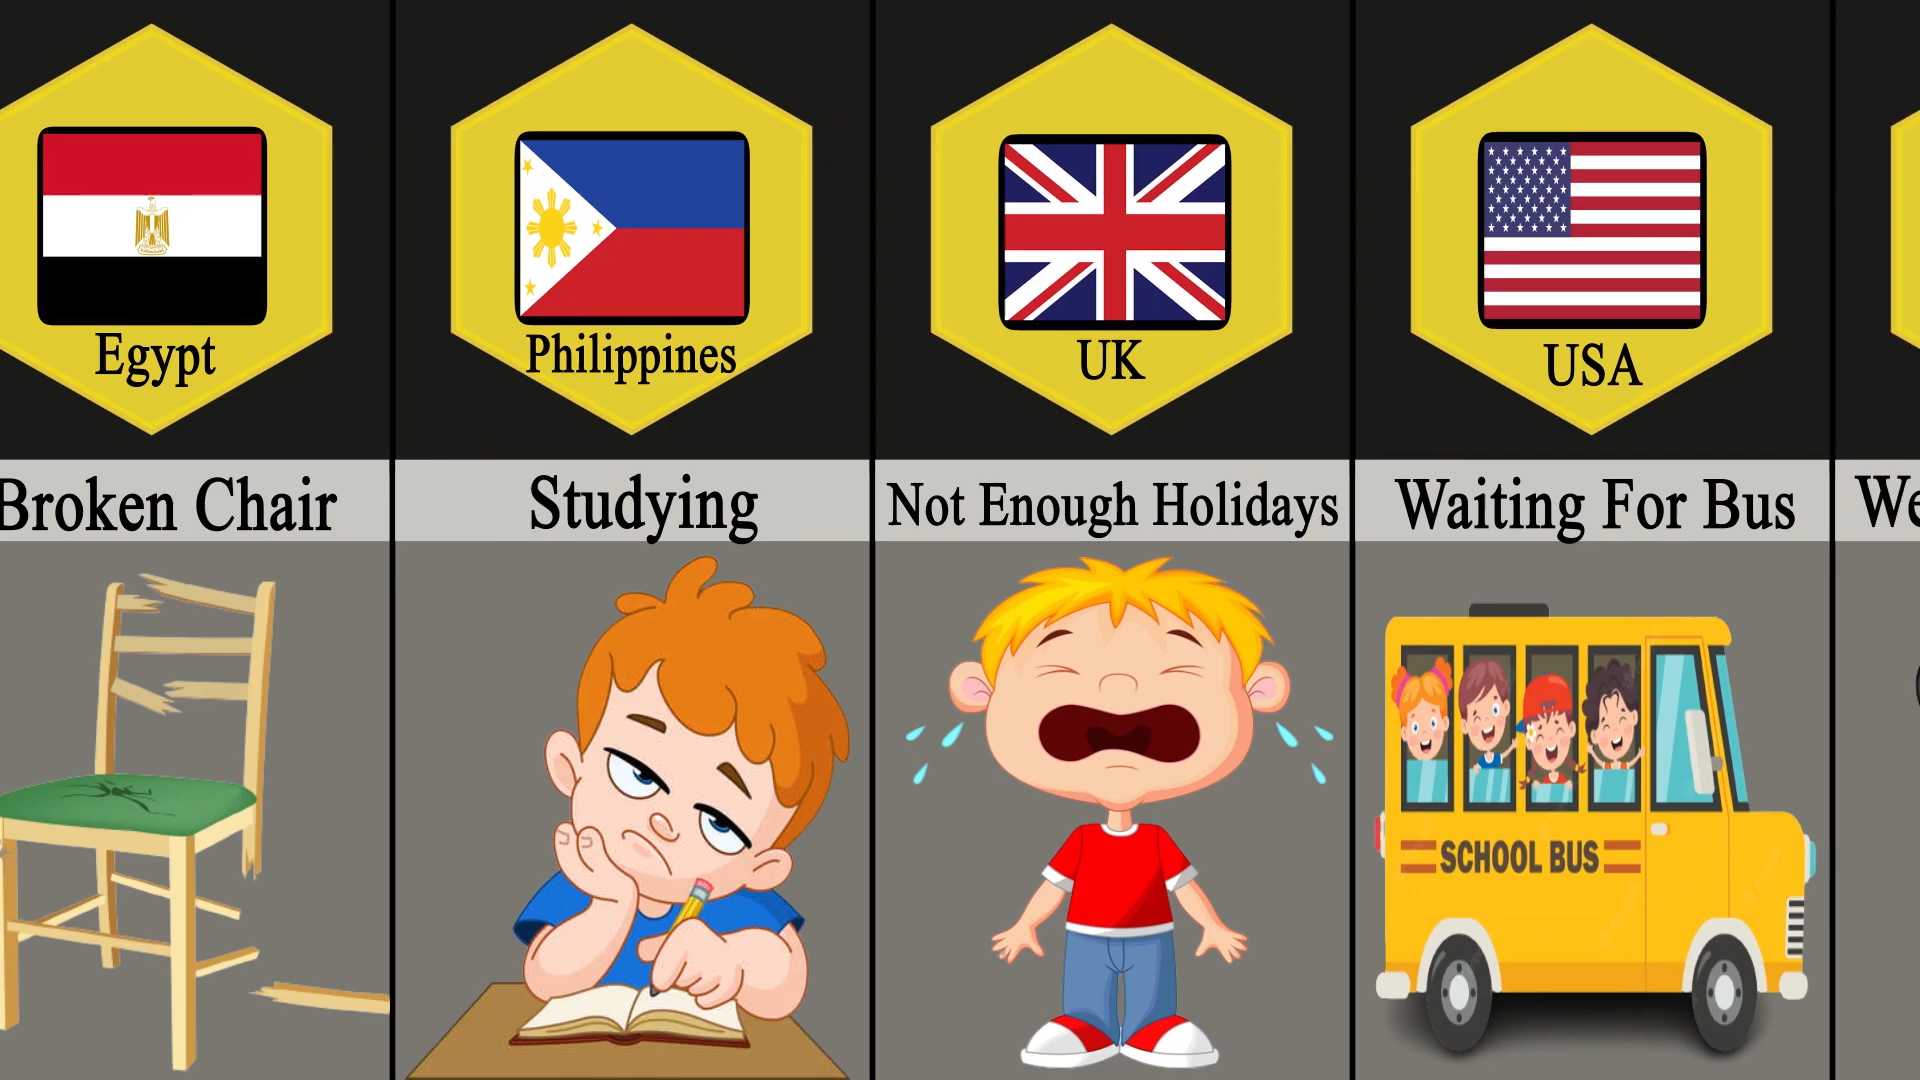 Egypt
Philippines
UK
USA
Broken Chair
Studying
Not Enough Holidays
Waiting For Bus
SCHOOL BUS